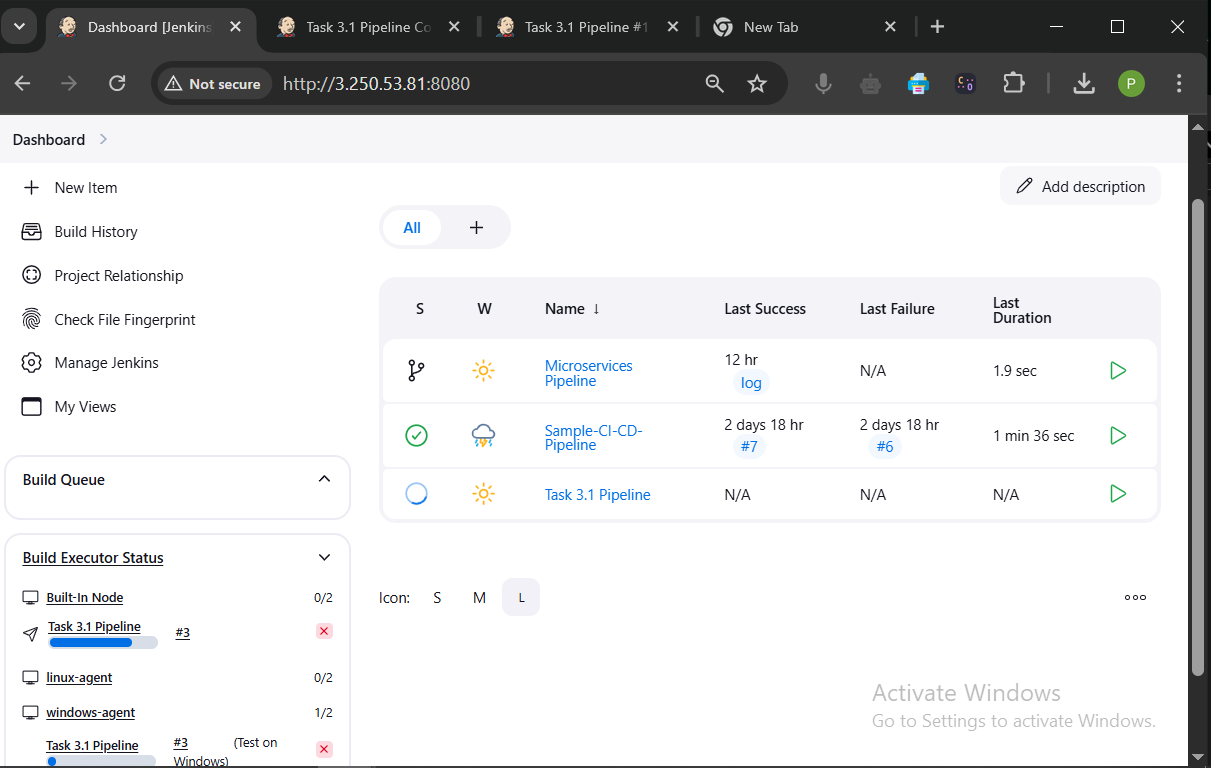 Dashboard [Jenkins
Task 3.1 Pipeline Co
Task 3.1 Pipeline #1
New Tab
Not secure
http://3.250.53.81:8080
P
Dashboard
New Item
Build History
Project Relationship
Check File Fingerprint
Manage Jenkins
My Views
Build Queue
Build Executor Status
Built-In Node 0/2
Task 3.1 Pipeline #3
linux-agent 0/2
windows-agent 1/2
Task 3.1 Pipeline #3 (Test on
Windows)
Add description
All +
S W Name ↓ Last Success Last Failure Last
Duration
Microservices
Pipeline
12 hr
log
N/A
1.9 sec
Sample-CI-CD-
Pipeline
2 days 18 hr
#7
2 days 18 hr
#6
1 min 36 sec
Task 3.1 Pipeline N/A N/A N/A
Icon: S M L
Activate Windows
Go to Settings to activate Windows.